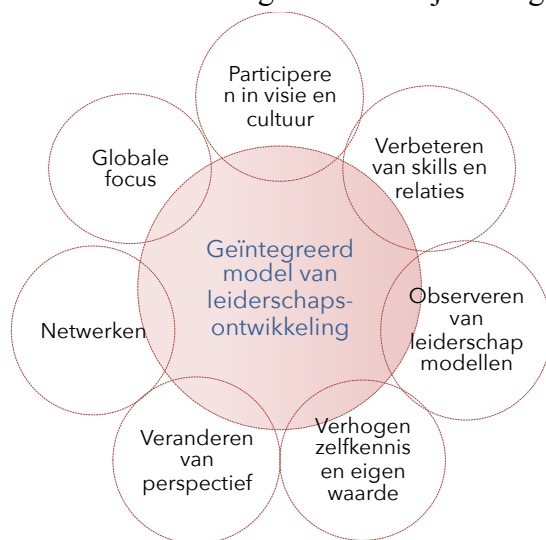 Participere
n in visie en
cultuur
Verbeteren
van skills en
relaties
Observeren
van
leiderschap
modellen
Verhogen
zelfkennis
en eigen
waarde
Veranderen
van
perspectief
Netwerken
Globale
focus
Geïntegreerd
model van
leiderschaps-
ontwikkeling